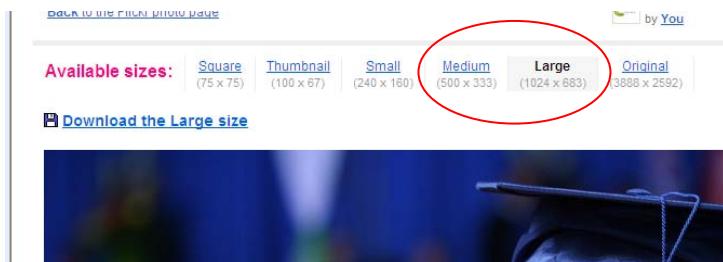 Back to the Flickr photo page
by You
Available sizes: Square Thumbnail Small Medium Large Original
(75 x 75) (100 x 67) (240 x 160) (500 x 333) (1024 x 683) (3888 x 2592)
Download the Large size